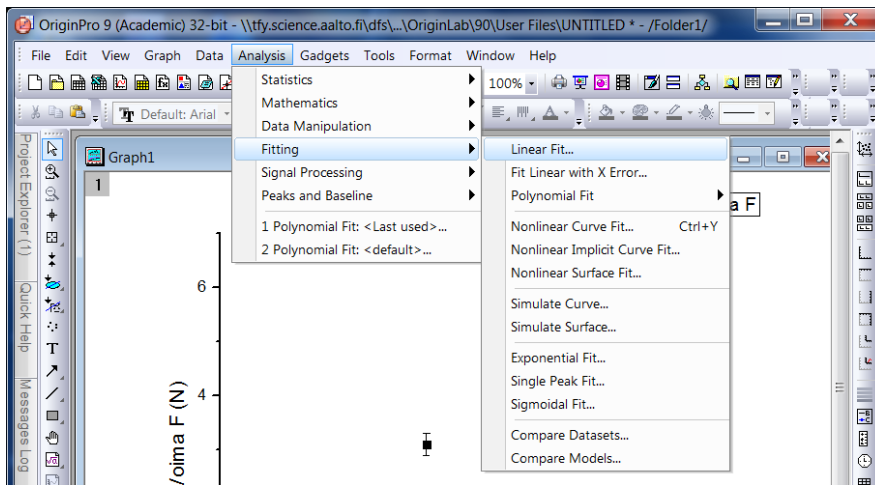 OriginPro 9 (Academic) 32-bit - \\tfy.science.aalto.fi\dfs\...\OriginLab\90\User Files\UNTITLED * - /Folder1/
File Edit View Graph Data Analysis Gadgets Tools Format Window Help
100%
Default: Arial
Statistics
Mathematics
Data Manipulation
Fitting
Signal Processing
Peaks and Baseline
1 Polynomial Fit: <Last used>...
2 Polynomial Fit: <default>...
Linear Fit...
Fit Linear with X Error...
Polynomial Fit
Nonlinear Curve Fit... Ctrl+Y
Nonlinear Implicit Curve Fit...
Nonlinear Surface Fit...
Simulate Curve...
Simulate Surface...
Exponential Fit...
Single Peak Fit...
Sigmoidal Fit...
Compare Datasets...
Compare Models...
Project Explorer (1)
Quick Help
Messages Log
Graph1
1
a F
6
4
Voima F (N)